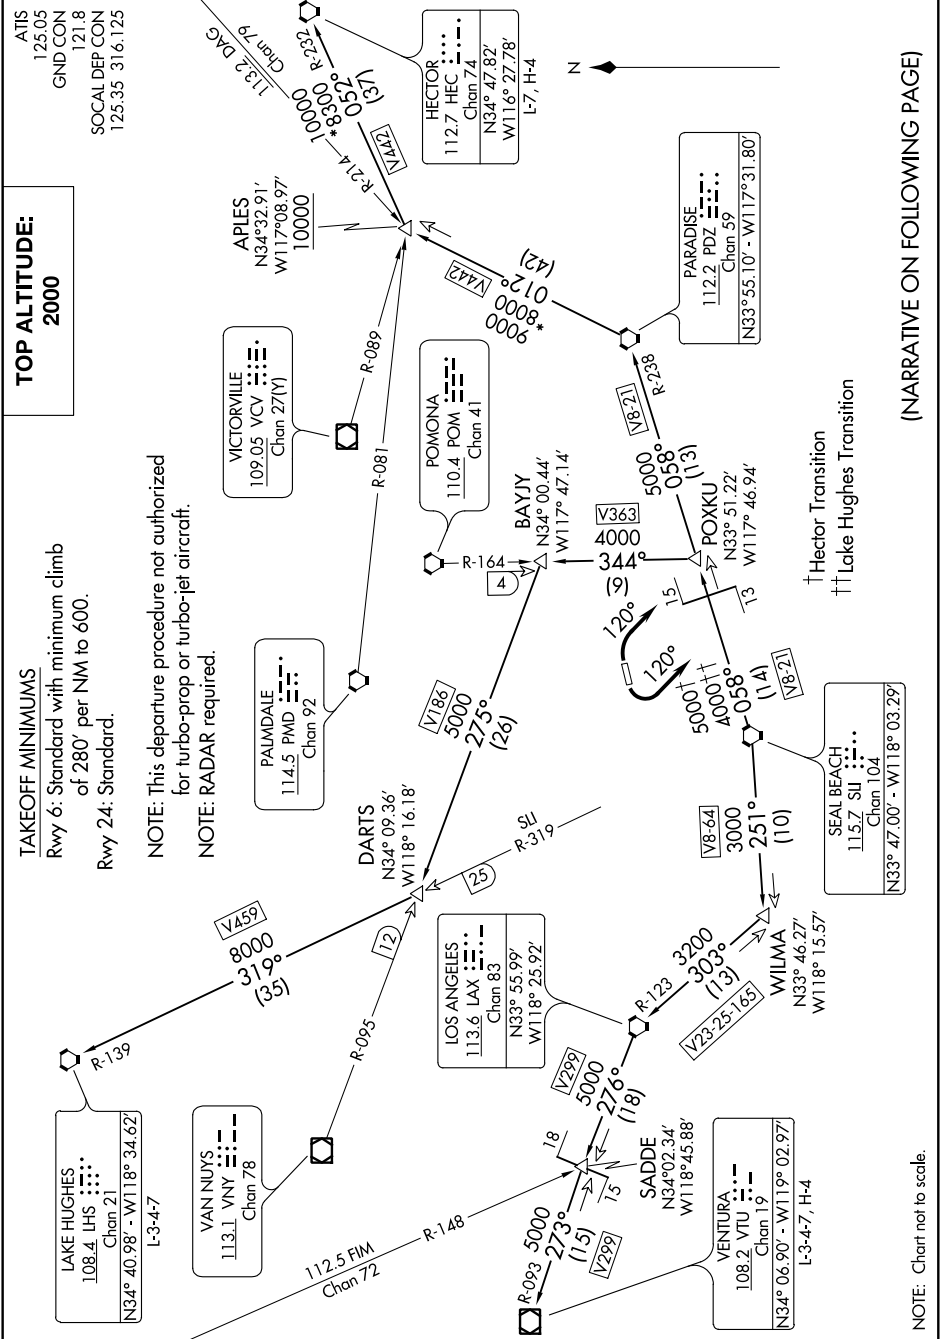 ATIS
125.05
GND CON
121.8
SOCAL DEP CON
125.35 316.125
TOP ALTITUDE:
2000
TAKEOFF MINIMUMS
Rwy 6: Standard with minimum climb
of 280' per NM to 600.
Rwy 24: Standard.
NOTE: This departure procedure not authorized
for turbo-prop or turbo-jet aircraft.
NOTE: RADAR required.
LAKE HUGHES
108.4 LHS
Chan 21
N34° 40.98' - W118° 34.62'
L-3-4-7
R-139
V459
8000
319°
(35)
VAN NUYS
113.1 VNY
Chan 78
R-095
12
112.5 FIM
Chan 72
R-148
DARTS
N34° 09.36'
W118° 16.18'
25
SLI
R-319
PALMDALE
114.5 PMD
Chan 92
R-081
VICTORVILLE
109.05 VCV
Chan 27(Y)
R-089
APLES
N34°32.91'
W117°08.97'
10000
113.2 DAG
Chan 79
R-214
10000
*8300
052°
(37)
R-232
V442
HECTOR
112.7 HEC
Chan 74
N34° 47.82'
W116° 27.78'
L-7, H-4
N
POMONA
110.4 POM
Chan 41
R-164
4
BAYJY
N34° 00.44'
W117° 47.14'
V186
5000
275°
(26)
9000
*8000
012°
(42)
V442
V363
4000
344°
(9)
PARADISE
112.2 PDZ
Chan 59
N33° 55.10' - W117° 31.80'
R-238
V8-21
5000
058°
(13)
POXKU
N33° 51.22'
W117° 46.94'
15
13
120°
120°
5000†
4000††
058°
(14)
V8-21
LOS ANGELES
113.6 LAX
Chan 83
N33° 55.99'
W118° 25.92'
R-123
3200
303°
(13)
V23-25-165
WILMA
N33° 46.27'
W118° 15.57'
V8-64
3000
251°
(10)
SEAL BEACH
115.7 SLI
Chan 104
N33° 47.00' - W118° 03.29'
V299
5000
276°
(18)
18
15
SADDE
N34°02.34'
W118°45.88'
R-093
5000
273°
(15)
V299
VENTURA
108.2 VTU
Chan 19
N34° 06.90' - W119° 02.97'
L-3-4-7, H-4
†Hector Transition
††Lake Hughes Transition
NOTE: Chart not to scale.
(NARRATIVE ON FOLLOWING PAGE)